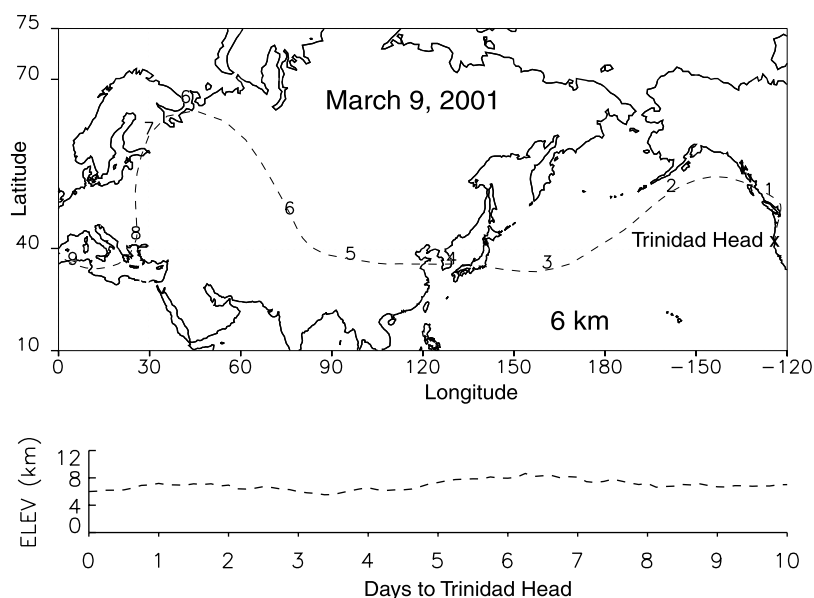 75
70
40
10
Latitude
March 9, 2001
6
7
6
8
9
5
4
3
2
1
Trinidad Head x
6 km
0 30 60 90 120 150 180 −150 −120
Longitude
12
8
4
0
ELEV (km)
0 1 2 3 4 5 6 7 8 9 10
Days to Trinidad Head